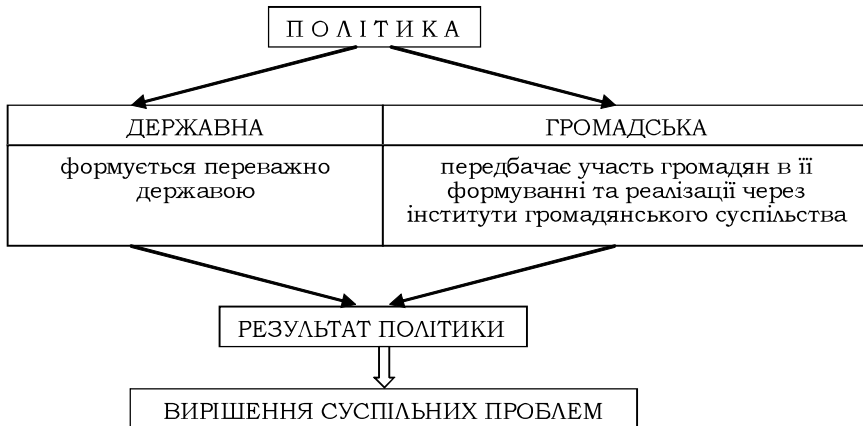 П О Л І Т И К А
ДЕРЖАВНА
ГРОМАДСЬКА
формується переважно
державою
передбачає участь громадян в її
формуванні та реалізації через
інститути громадянського суспільства
РЕЗУЛЬТАТ ПОЛІТИКИ
ВИРІШЕННЯ СУСПІЛЬНИХ ПРОБЛЕМ